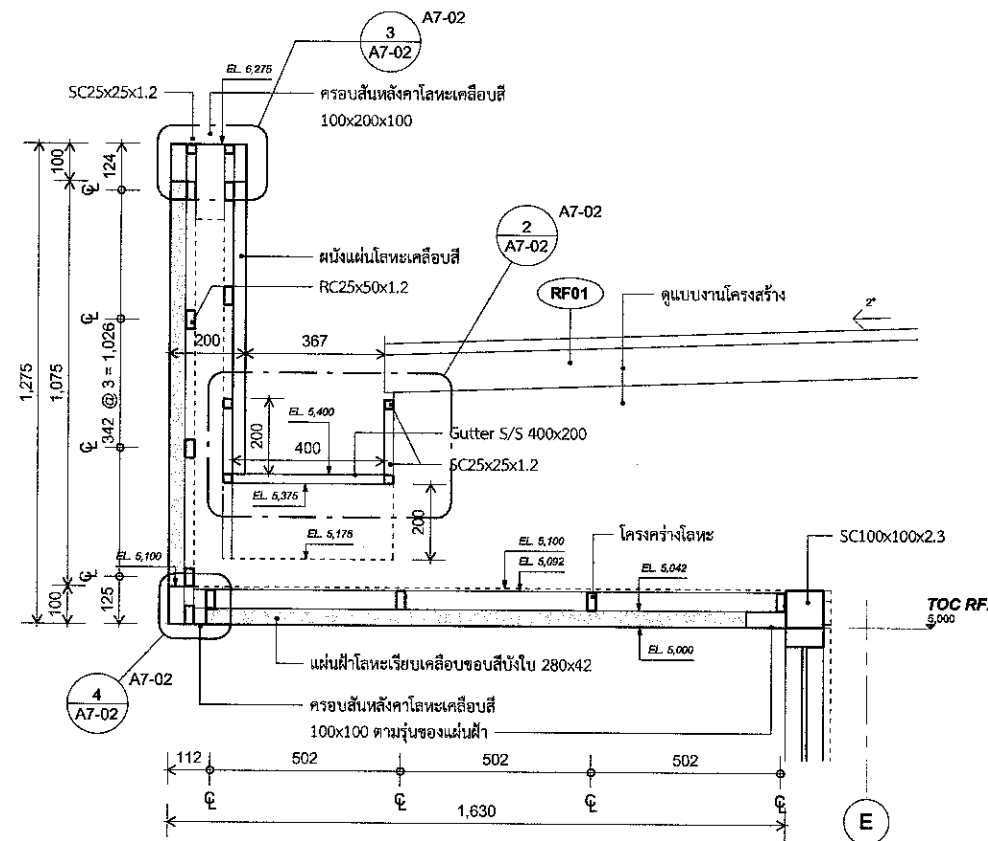 A7-02
3
A7-02
EL. 6,275
SC25x25x1.2
ครอบสันหลังคาโลหะเคลือบสี
100x200x100
100
124
℄
A7-02
2
A7-02
ผนังแผ่นโลหะเคลือบสี
RC25x50x1.2
RF01
ดูแบบงานโครงสร้าง
2°
℄
200
367
1,275
1,075
342 @ 3 = 1,026
EL. 5,400
200
400
Gutter S/S 400x200
SC25x25x1.2
℄
EL. 5,375
200
EL. 5,175
EL. 5,100
EL. 5,100
EL. 5,092
โครงคร่าวโลหะ
SC100x100x2.3
EL. 5,042
℄
100
125
TOC RF.
5,000
EL. 5,000
แผ่นฝ้าโลหะเรียบเคลือบขอบสีบังใบ 280x42
4
A7-02
A7-02
ครอบสันหลังคาโลหะเคลือบสี
100x100 ตามรุ่นของแผ่นฝ้า
112
502
502
502
℄
℄
℄
℄
1,630
E